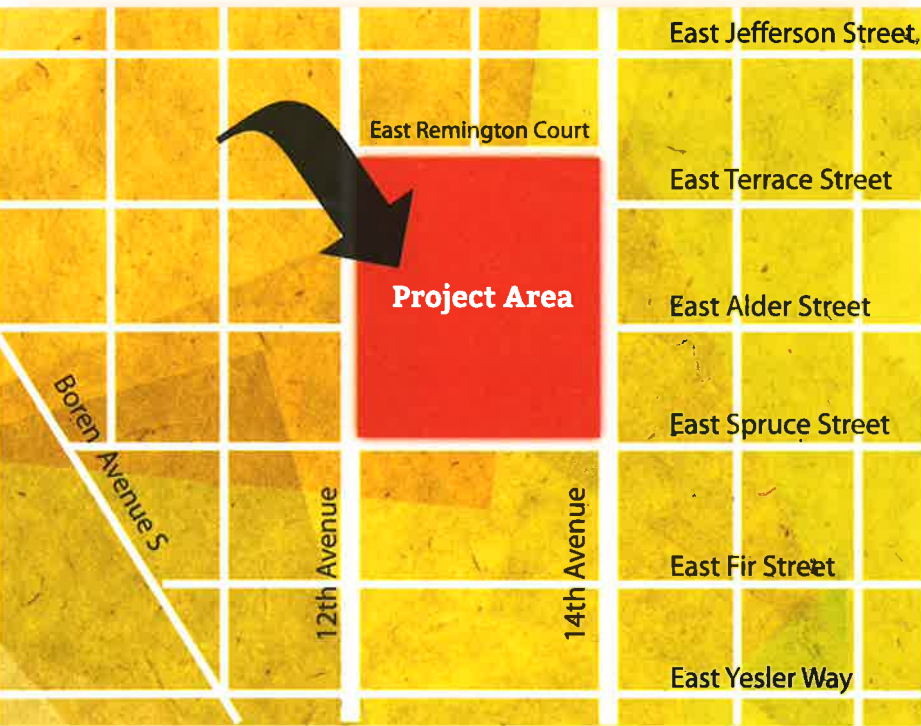 East Jefferson Street,
East Remington Court
East Terrace Street
Project Area
East Alder Street
Boren Avenue S
East Spruce Street
12th Avenue
14th Avenue
East Fir Street
East Yesler Way